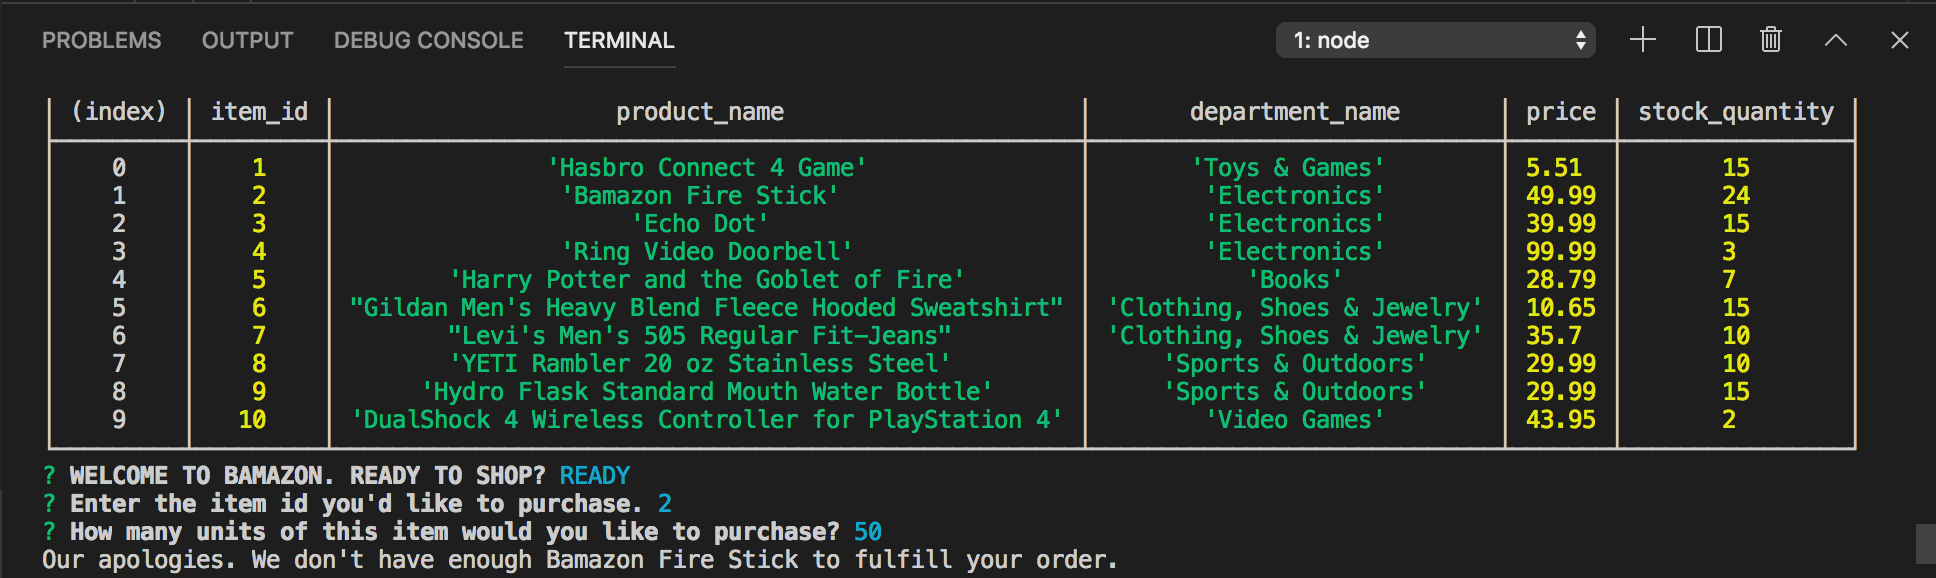 PROBLEMS OUTPUT DEBUG CONSOLE TERMINAL 1: node
(index) item_id product_name department_name price stock_quantity
0 1 'Hasbro Connect 4 Game' 'Toys & Games' 5.51 15
1 2 'Bamazon Fire Stick' 'Electronics' 49.99 24
2 3 'Echo Dot' 'Electronics' 39.99 15
3 4 'Ring Video Doorbell' 'Electronics' 99.99 3
4 5 'Harry Potter and the Goblet of Fire' 'Books' 28.79 7
5 6 "Gildan Men's Heavy Blend Fleece Hooded Sweatshirt" 'Clothing, Shoes & Jewelry' 10.65 15
6 7 "Levi's Men's 505 Regular Fit-Jeans" 'Clothing, Shoes & Jewelry' 35.7 10
7 8 'YETI Rambler 20 oz Stainless Steel' 'Sports & Outdoors' 29.99 10
8 9 'Hydro Flask Standard Mouth Water Bottle' 'Sports & Outdoors' 29.99 15
9 10 'DualShock 4 Wireless Controller for PlayStation 4' 'Video Games' 43.95 2
? WELCOME TO BAMAZON. READY TO SHOP? READY
? Enter the item id you'd like to purchase. 2
? How many units of this item would you like to purchase? 50
Our apologies. We don't have enough Bamazon Fire Stick to fulfill your order.